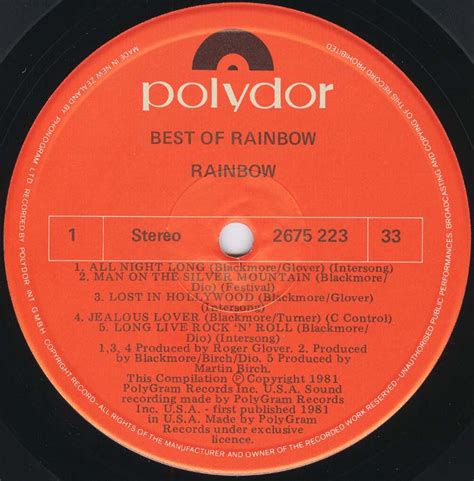 polydor
BEST OF RAINBOW
RAINBOW
1 Stereo 2675 223 33
1. ALL NIGHT LONG (Blackmore/Glover) (Intersong)
2. MAN ON THE SILVER MOUNTAIN (Blackmore/
Dio) (Festival)
3. LOST IN HOLLYWOOD (Blackmore/Glover)
(Intersong)
4. JEALOUS LOVER (Blackmore/Turner) (C Control)
5. LONG LIVE ROCK 'N' ROLL (Blackmore/
Dio) (Intersong)
1,3, 4 Produced by Roger Glover. 2. Produced by
Blackmore/Birch/Dio. 5 Produced by
Martin Birch.
This Compilation Ⓟ Copyright 1981
PolyGram Records Inc. U.S.A. Sound
recording made by PolyGram Records
Inc. U.S.A. - first published 1981
in U.S.A. Made by PolyGram
Records under exclusive
licence.
MADE IN NEW ZEALAND BY PHONOGRAM LTD. RECORDED BY POLYDOR INT. GMBH
COPYRIGHT RECORD - ALL RIGHTS OF THE MANUFACTURER AND OWNER OF THE RECORDED WORK RESERVED - UNAUTHORISED PUBLIC PERFORMANCES, BROADCASTING AND COPYING OF THIS RECORD PROHIBITED